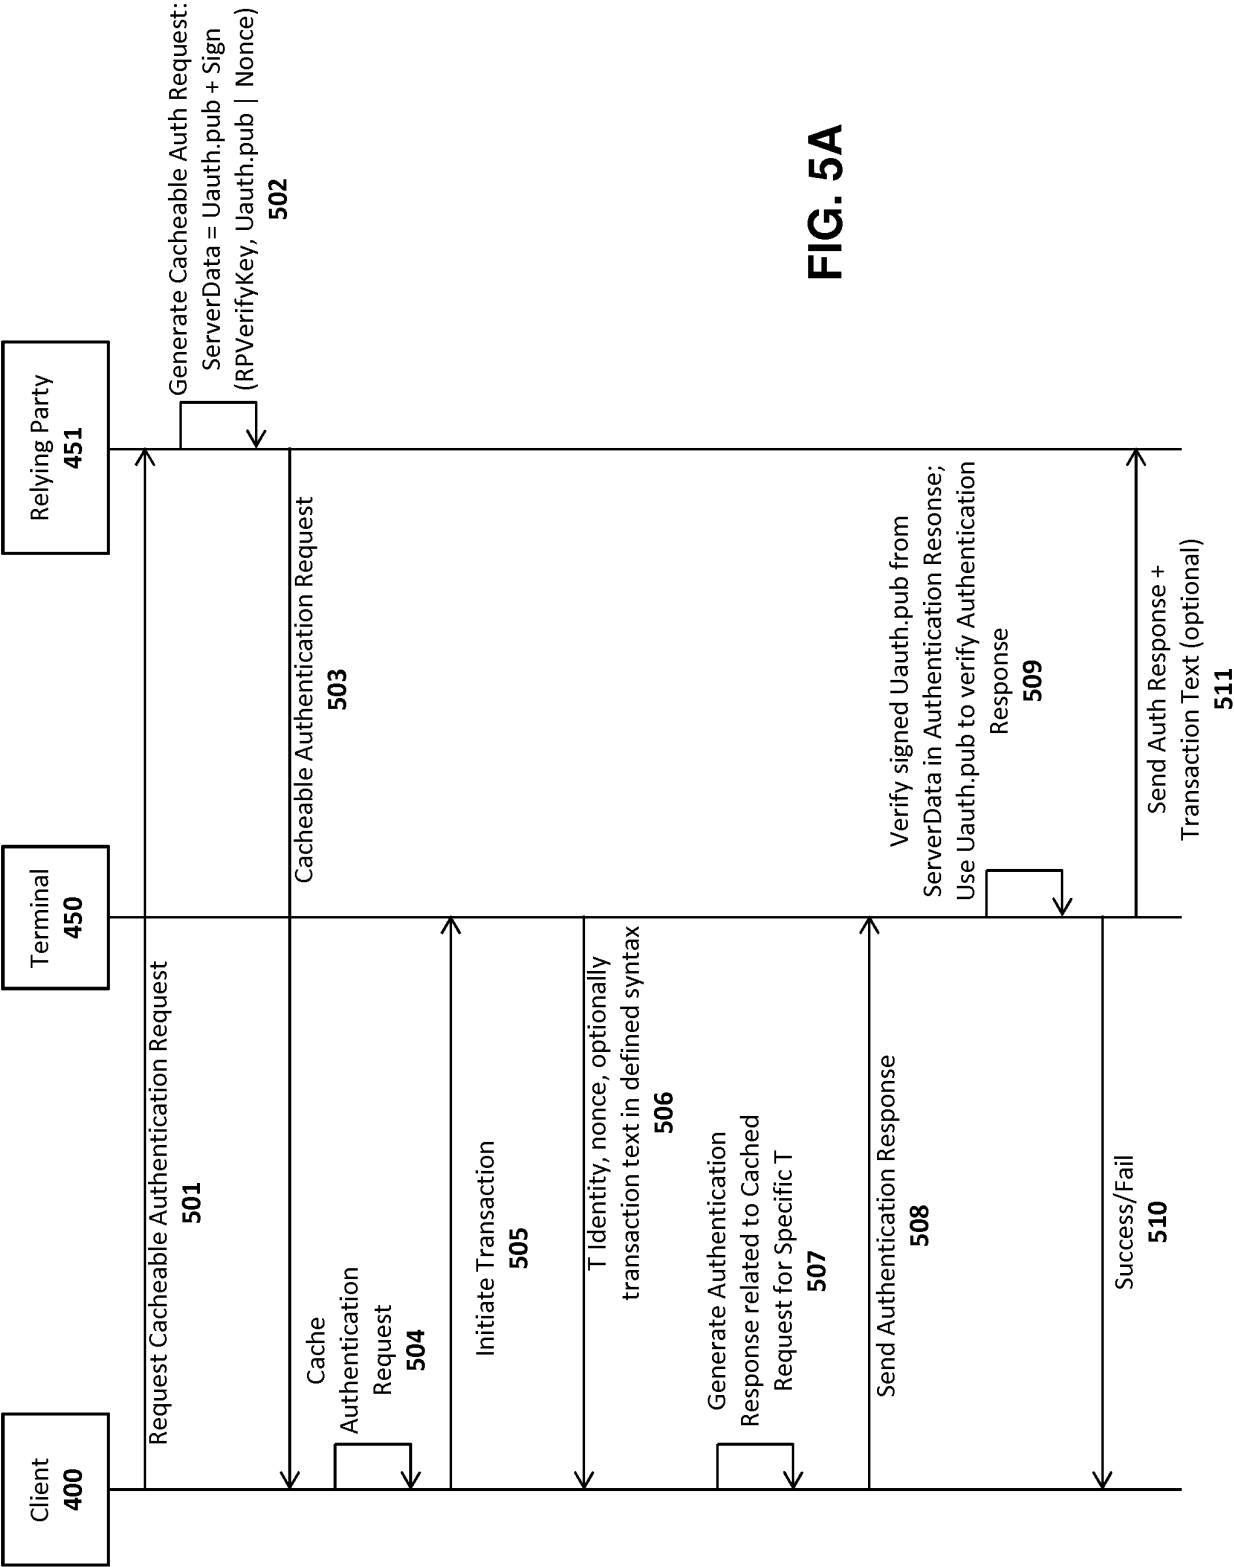 Client
400
Terminal
450
Relying Party
451
Request Cacheable Authentication Request
501
Generate Cacheable Auth Request:
ServerData = Uauth.pub + Sign
(RPVerifyKey, Uauth.pub | Nonce)
502
Cacheable Authentication Request
503
Cache
Authentication
Request
504
Initiate Transaction
505
T Identity, nonce, optionally
transaction text in defined syntax
506
Generate Authentication
Response related to Cached
Request for Specific T
507
Send Authentication Response
508
Verify signed Uauth.pub from
ServerData in Authentication Resonse;
Use Uauth.pub to verify Authentication
Response
509
Success/Fail
510
Send Auth Response +
Transaction Text (optional)
511
FIG. 5A